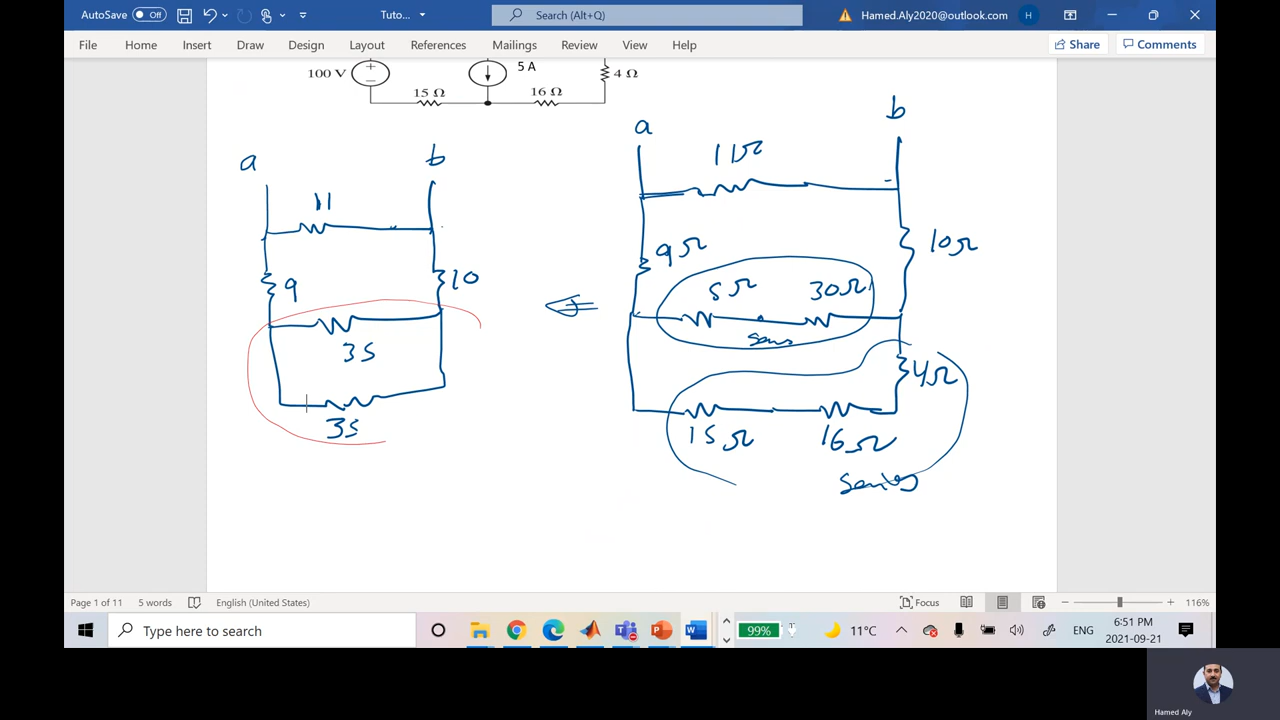 AutoSave Off Tuto... Search (Alt+Q) Hamed.Aly2020@outlook.com H
File Home Insert Draw Design Layout References Mailings Review View Help Share Comments
100 V 5 A 4 Ω
15 Ω 16 Ω
a b a b
11Ω
11
9Ω 10Ω
9 10
5Ω 30Ω
35
4Ω
35
15Ω 16Ω
series
Page 1 of 11 5 words English (United States) Focus 116%
Type here to search 99% 11°C ENG 6:51 PM
2021-09-21
Hamed Aly